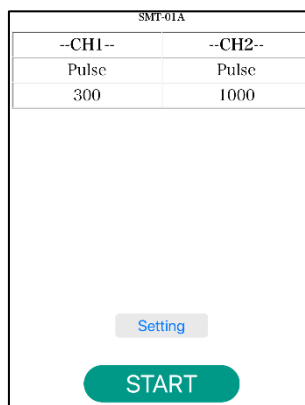 SMT-01A
--CH1-- --CH2--
Pulse Pulse
300 1000
Setting
START